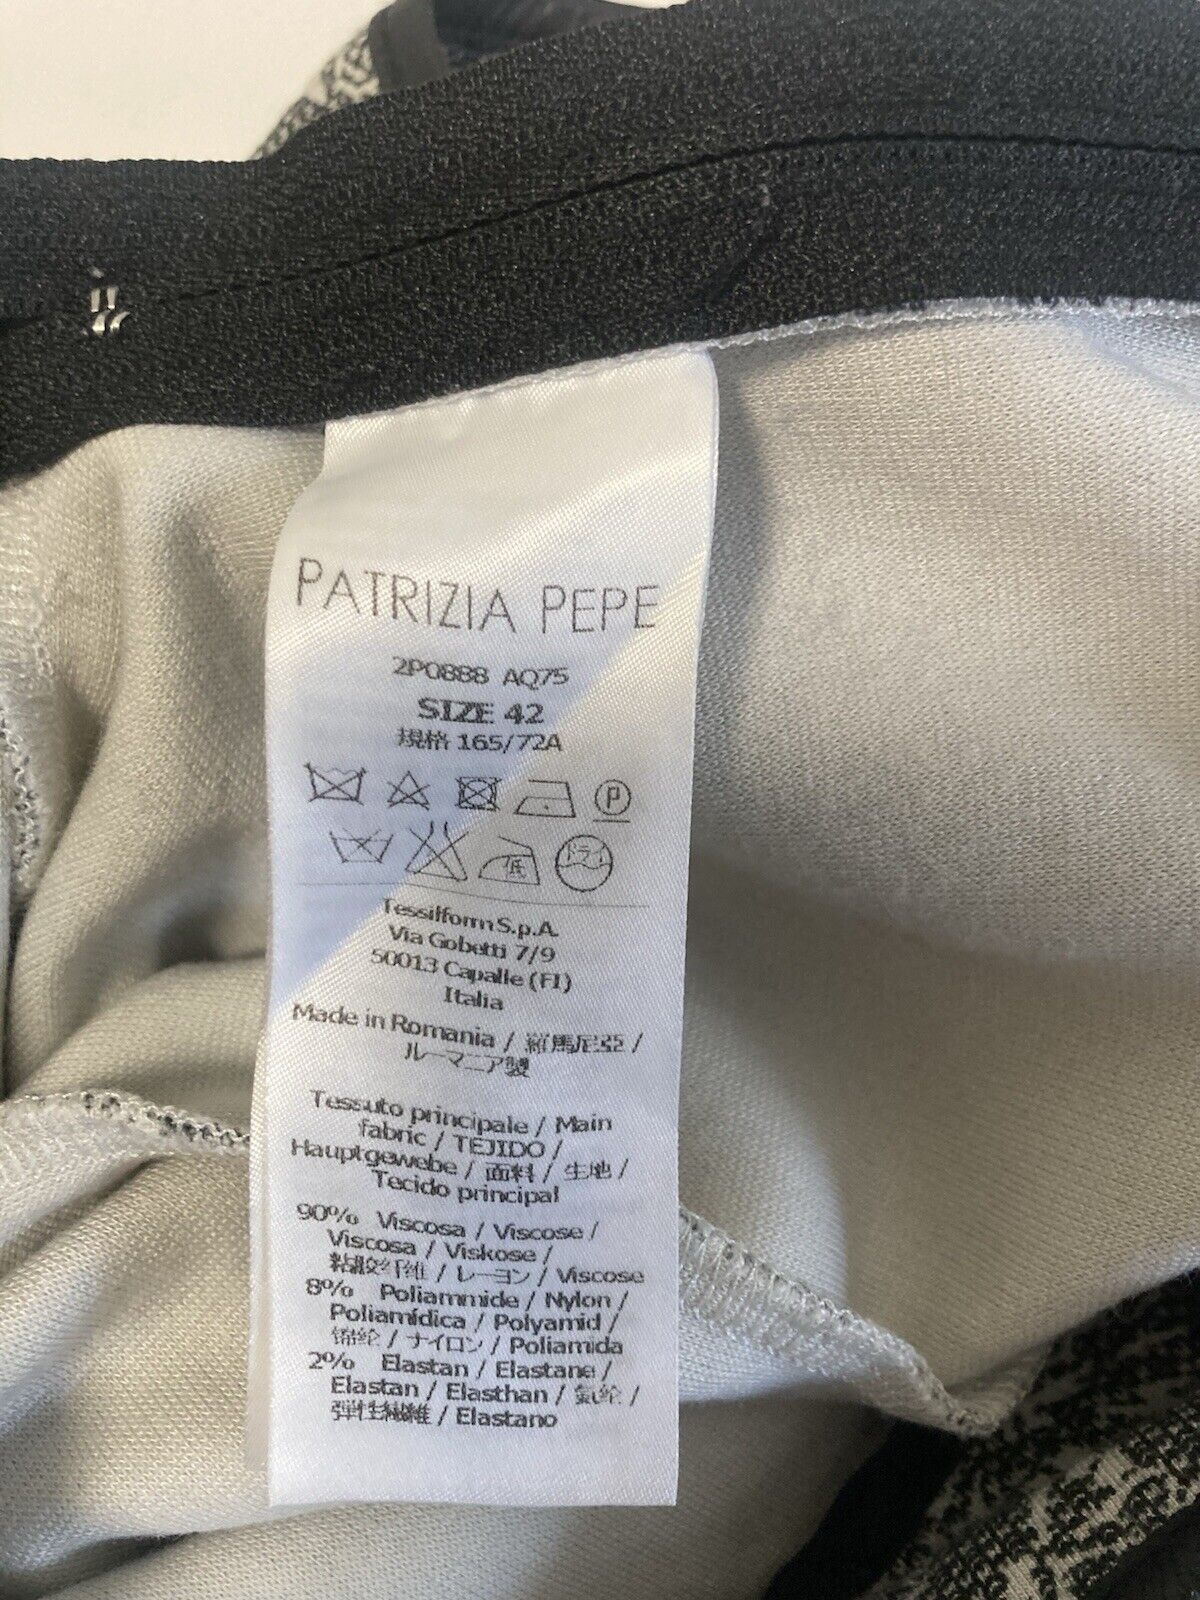 PATRIZIA PEPE
2P0888 AQ75
SIZE 42
規格 165/72A
P
低 ドライ
Tessilform S.p.A.
Via Gobetti 7/9
50013 Capalle (FI)
Italia
Made in Romania / 羅馬尼亞 /
ルーマニア製
Tessuto principale / Main
fabric / TEJIDO /
Hauptgewebe / 面料 / 生地 /
Tecido principal
90% Viscosa / Viscose /
Viscosa / Viskose /
粘胶纤维 / レーヨン / Viscose
8% Poliammide / Nylon /
Poliamídica / Polyamid /
锦纶 / ナイロン / Poliamida
2% Elastan / Elastane /
Elastan / Elasthan / 氨纶 /
弾性繊維 / Elastano